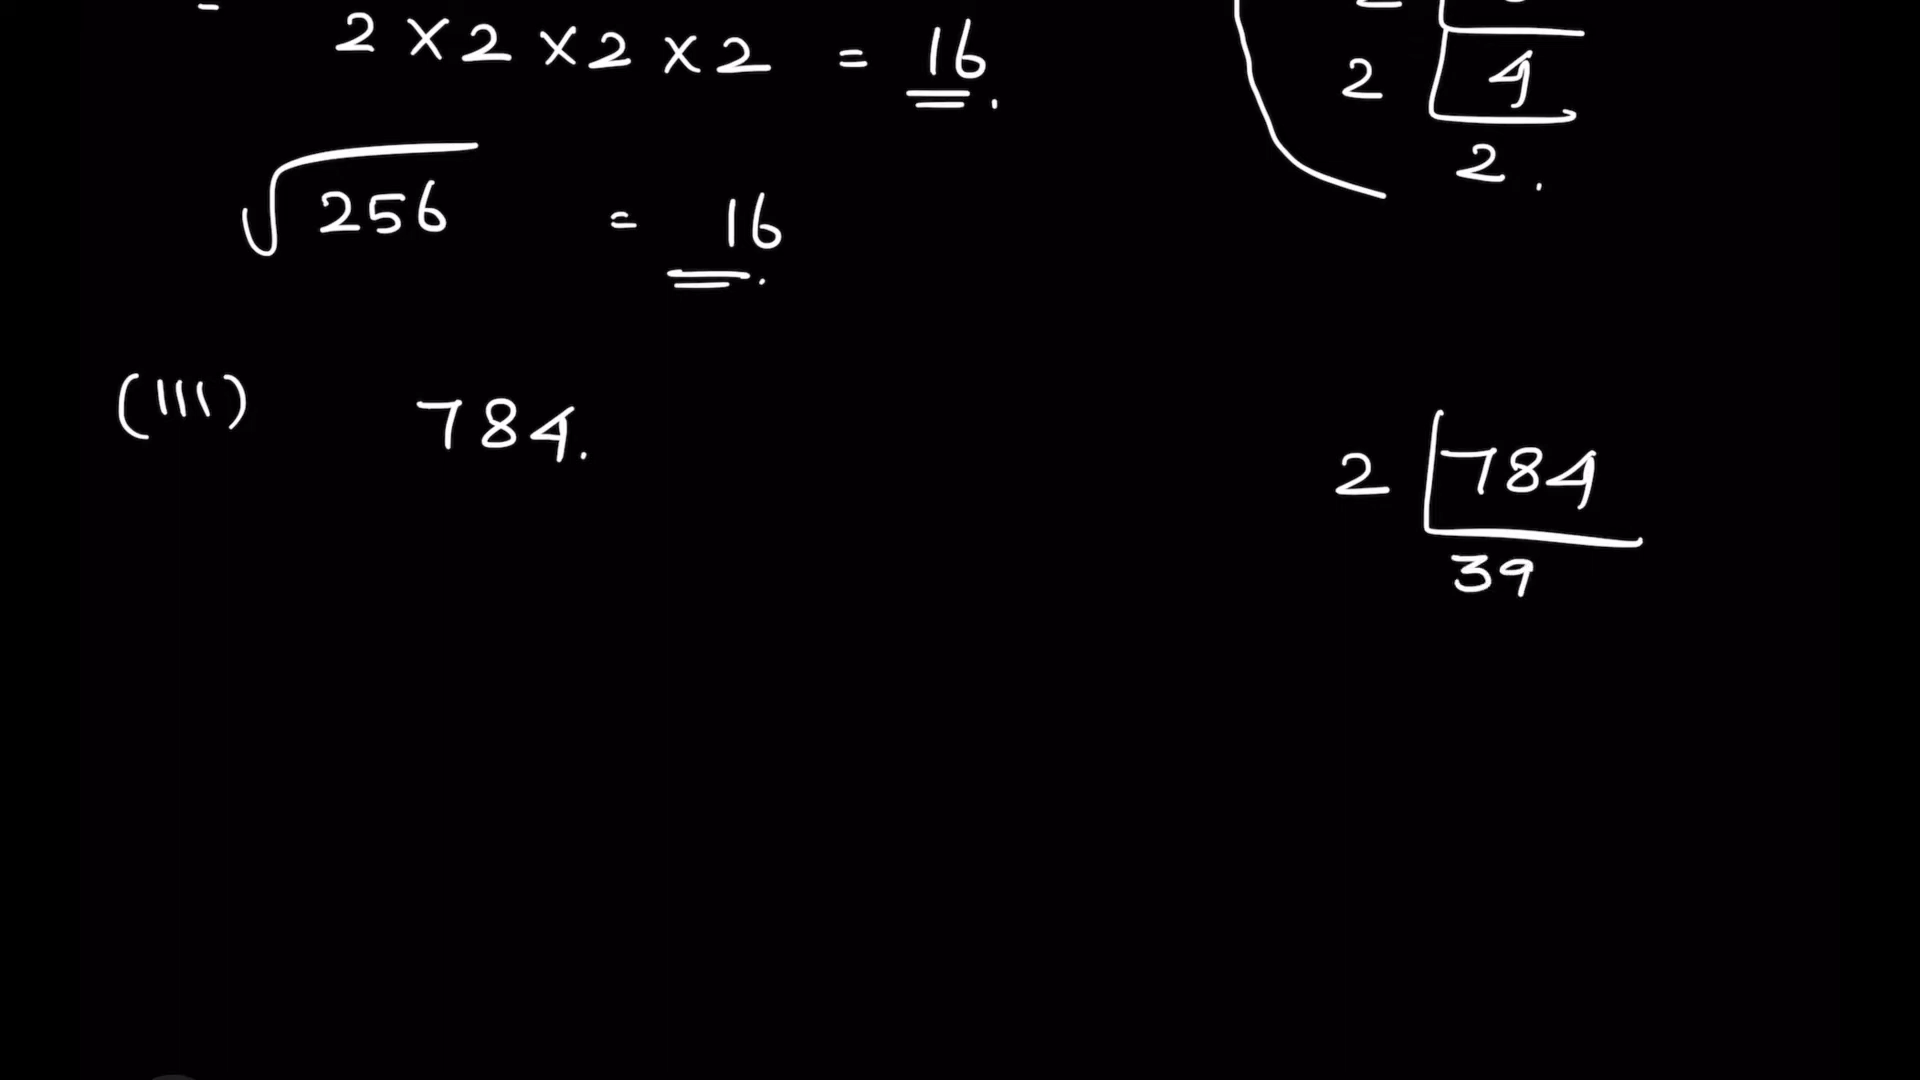 - 2 × 2 × 2 × 2 = 16.
√256 = 16.
(III) 784.
2 4
2.
2 784
39